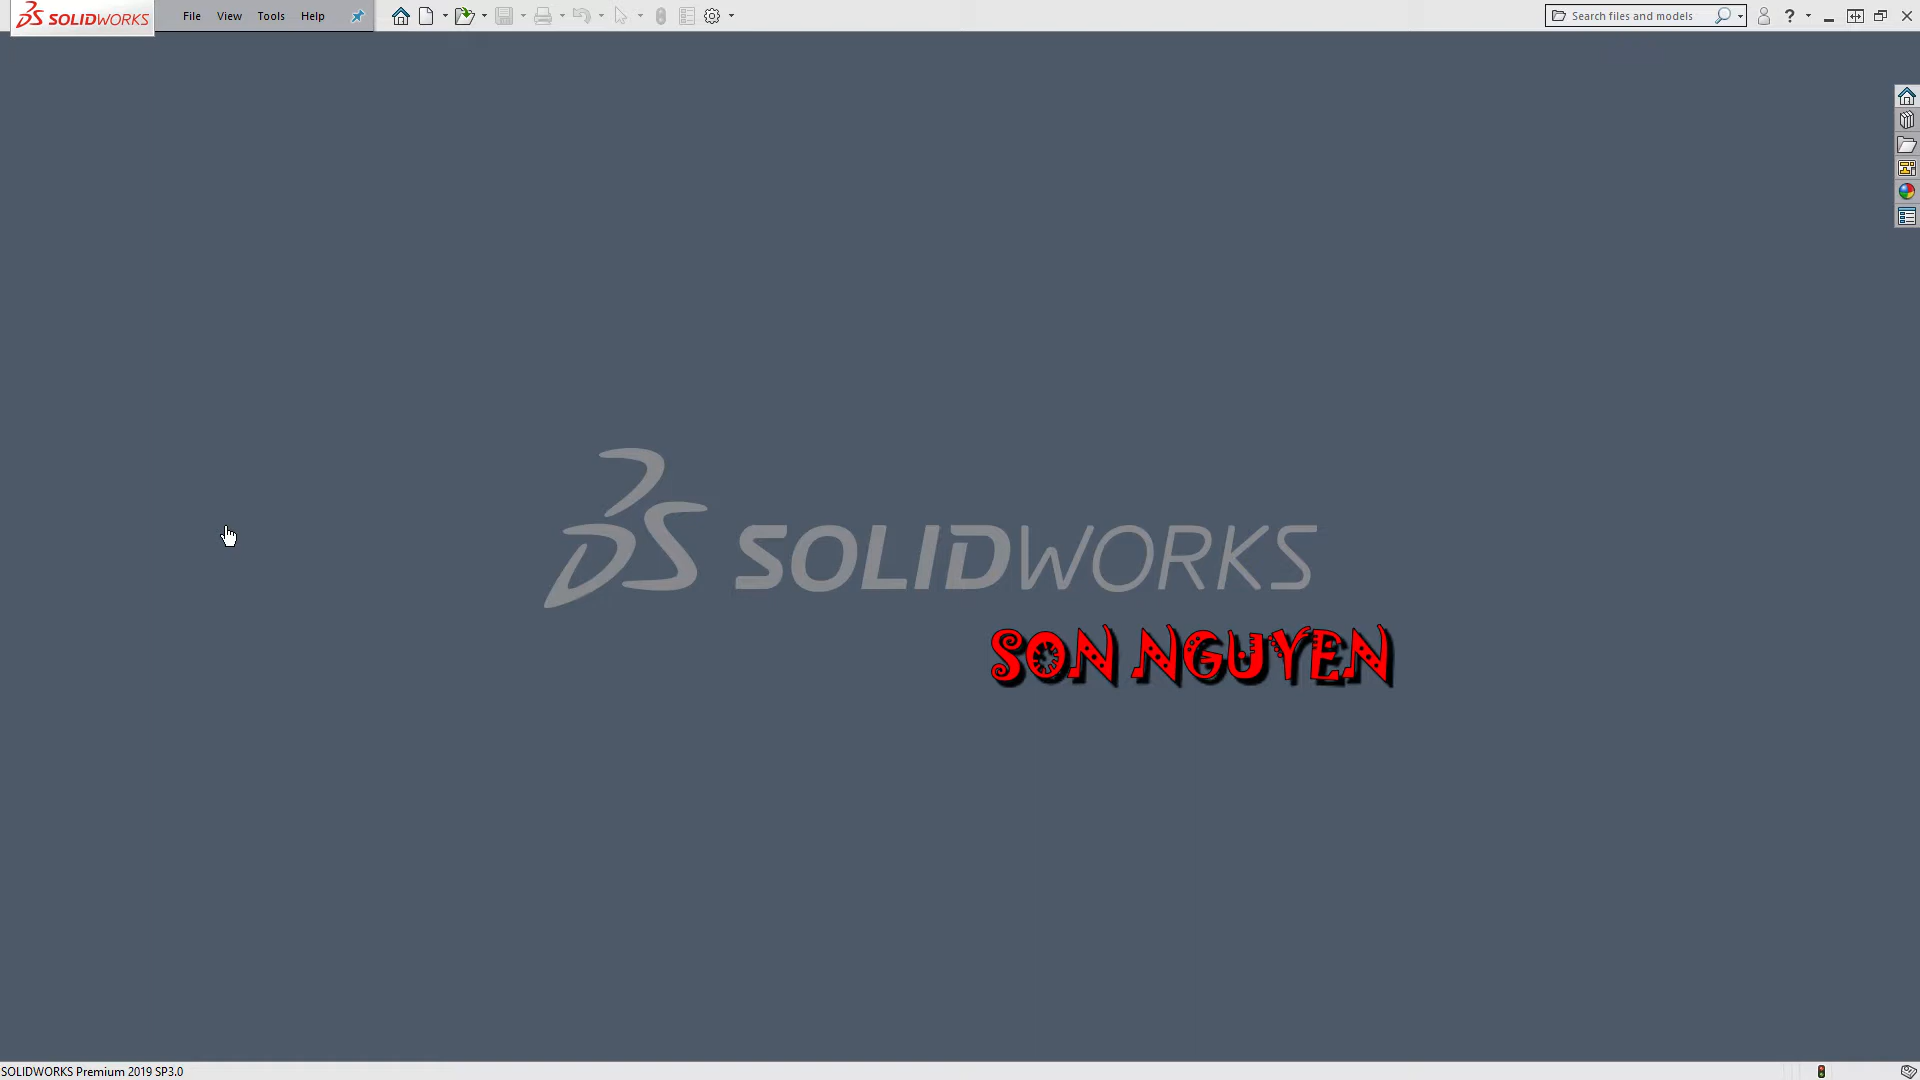 SOLIDWORKS File View Tools Help Search files and models ?
SOLIDWORKS
SON NGUYEN
SOLIDWORKS Premium 2019 SP3.0